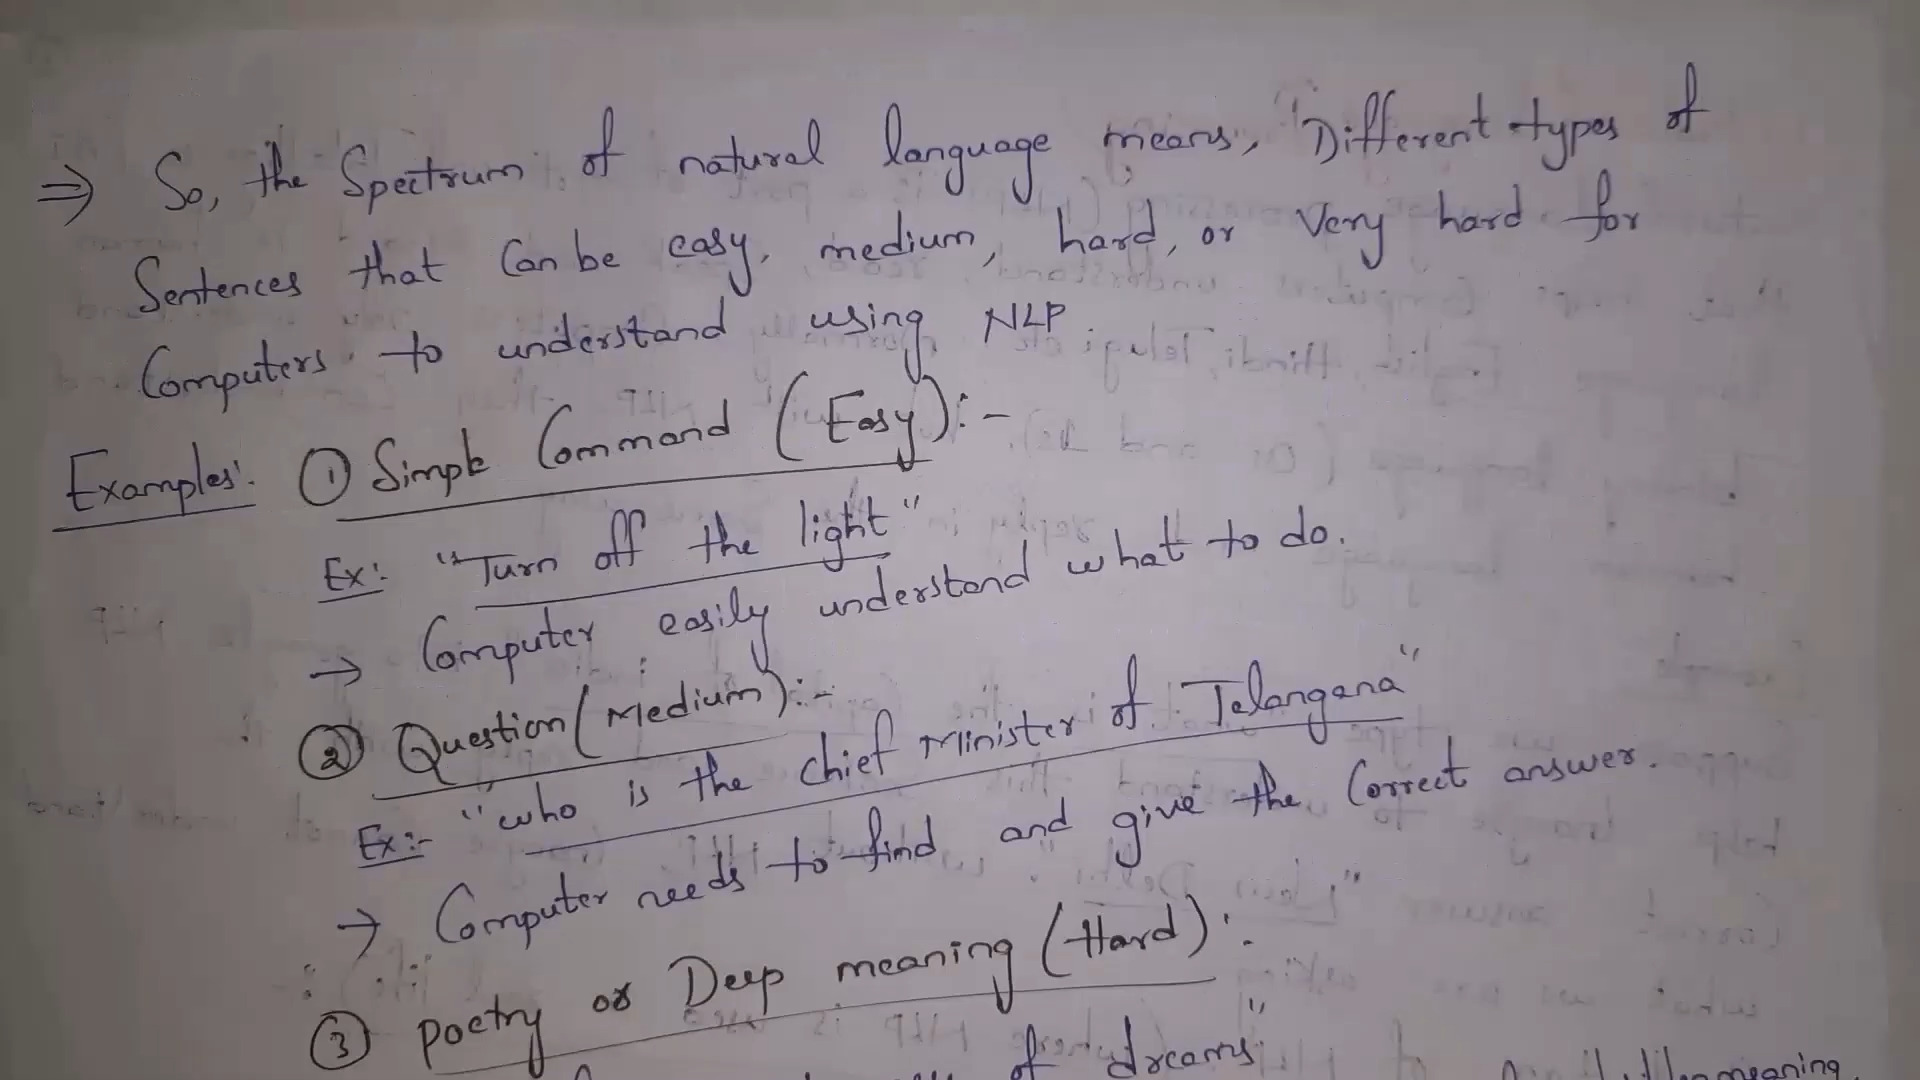 ⇒ So, the Spectrum of natural language means, "Different types of
Sentences that Can be easy, medium, hard, or Very hard for
Computers to understand using NLP.
Examples: ① Simple Command (Easy):-
Ex: "Turn off the light"
→ Computer easily understand what to do.
② Question (Medium):-
Ex:- "who is the chief Minister of Telangana"
→ Computer needs to find and give the Correct answer.
③ poetry or Deep meaning (Hard):-
of dreams"
meaning.